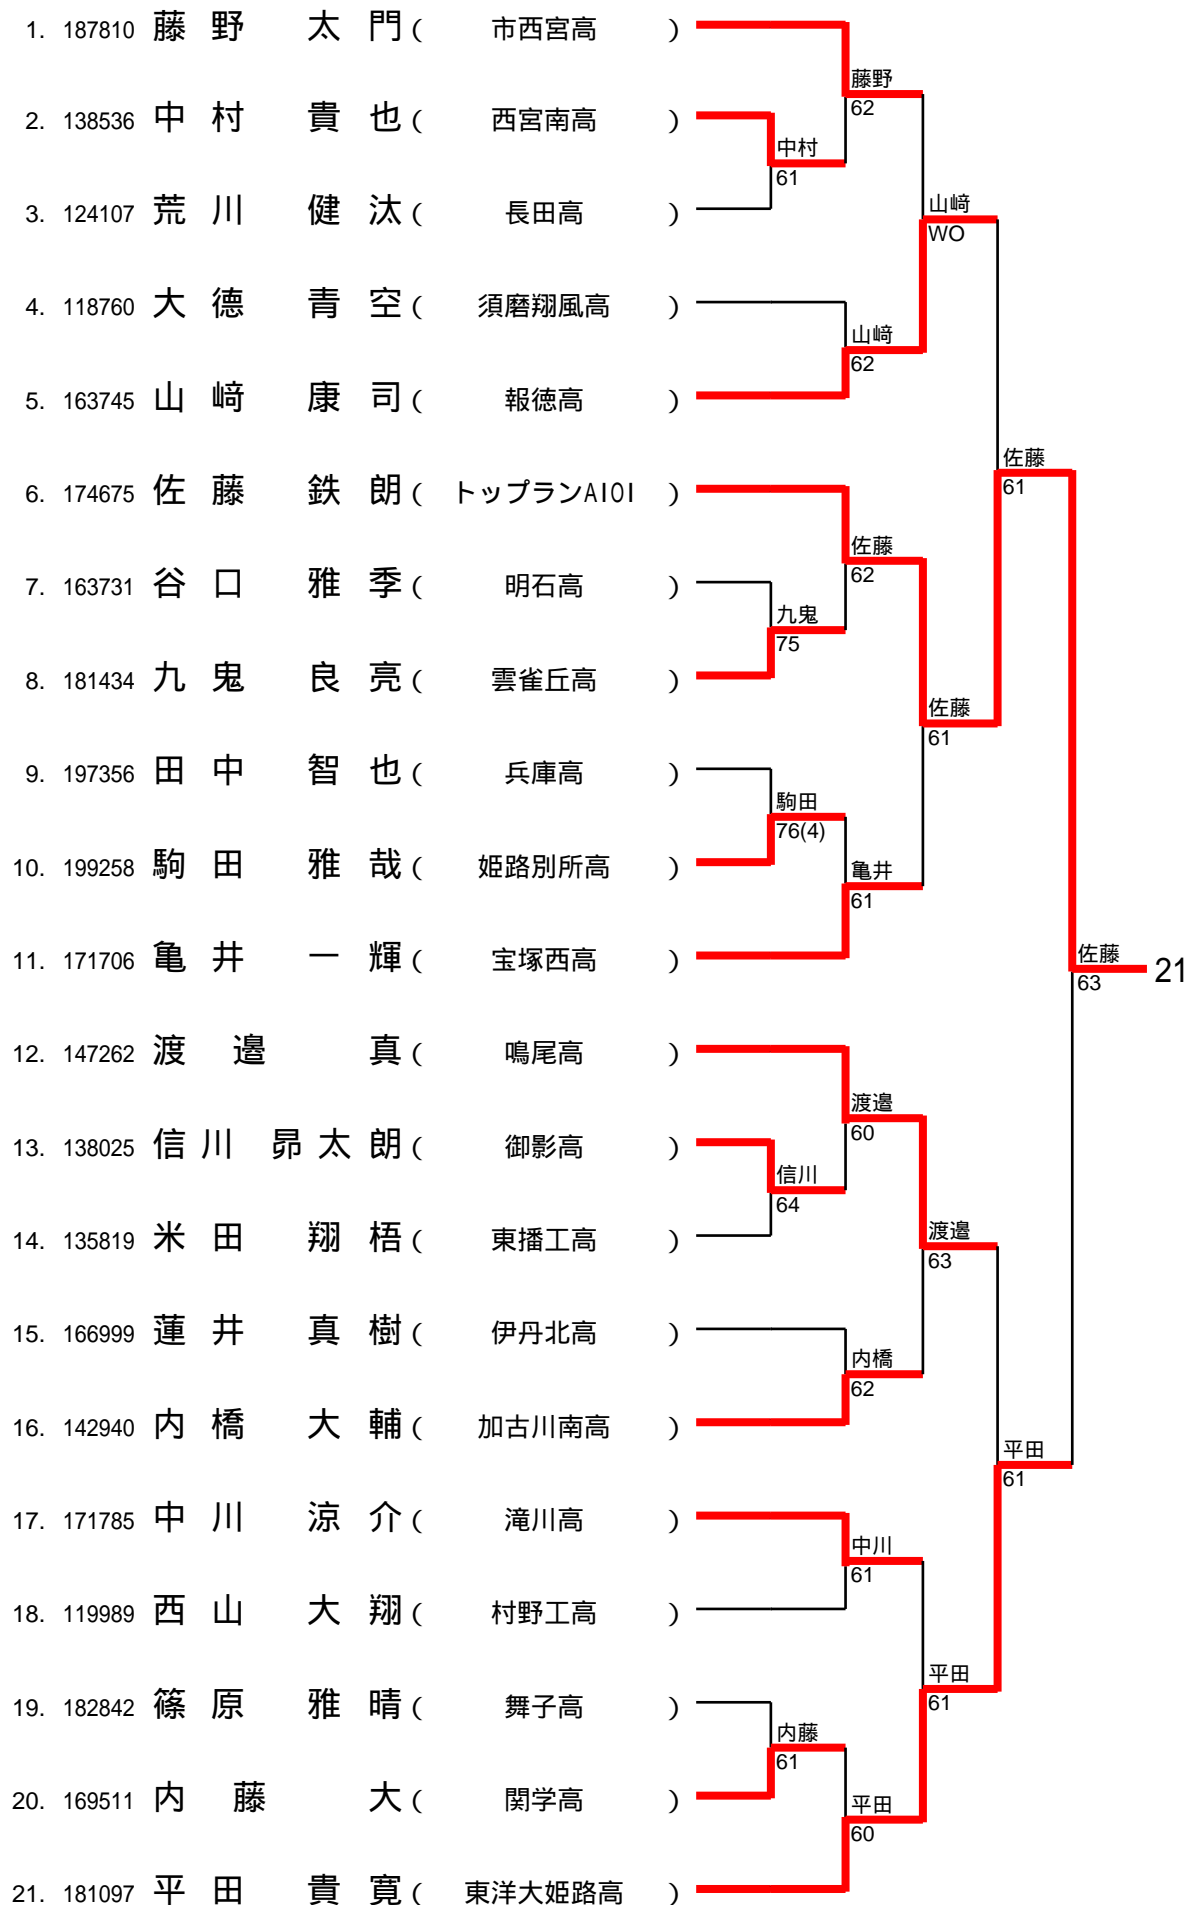 1. 187810 藤野 太門 ( 市西宮高 )
藤野
62
2. 138536 中村 貴也 ( 西宮南高 )
中村
61
3. 124107 荒川 健汰 ( 長田高 )
山﨑
WO
4. 118760 大德 青空 ( 須磨翔風高 )
山﨑
62
5. 163745 山﨑 康司 ( 報徳高 )
佐藤
61
6. 174675 佐藤 鉄朗 ( トップランAIOI )
佐藤
62
7. 163731 谷口 雅季 ( 明石高 )
九鬼
75
8. 181434 九鬼 良亮 ( 雲雀丘高 )
佐藤
61
9. 197356 田中 智也 ( 兵庫高 )
駒田
76(4)
10. 199258 駒田 雅哉 ( 姫路別所高 )
亀井
61
11. 171706 亀井 一輝 ( 宝塚西高 )
佐藤
63
21
12. 147262 渡邉 真 ( 鳴尾高 )
渡邉
60
13. 138025 信川 昴太朗 ( 御影高 )
信川
64
14. 135819 米田 翔梧 ( 東播工高 )
渡邉
63
15. 166999 蓮井 真樹 ( 伊丹北高 )
内橋
62
16. 142940 内橋 大輔 ( 加古川南高 )
平田
61
17. 171785 中川 涼介 ( 滝川高 )
中川
61
18. 119989 西山 大翔 ( 村野工高 )
平田
61
19. 182842 篠原 雅晴 ( 舞子高 )
内藤
61
20. 169511 内藤 大 ( 関学高 )
平田
60
21. 181097 平田 貴寛 ( 東洋大姫路高 )